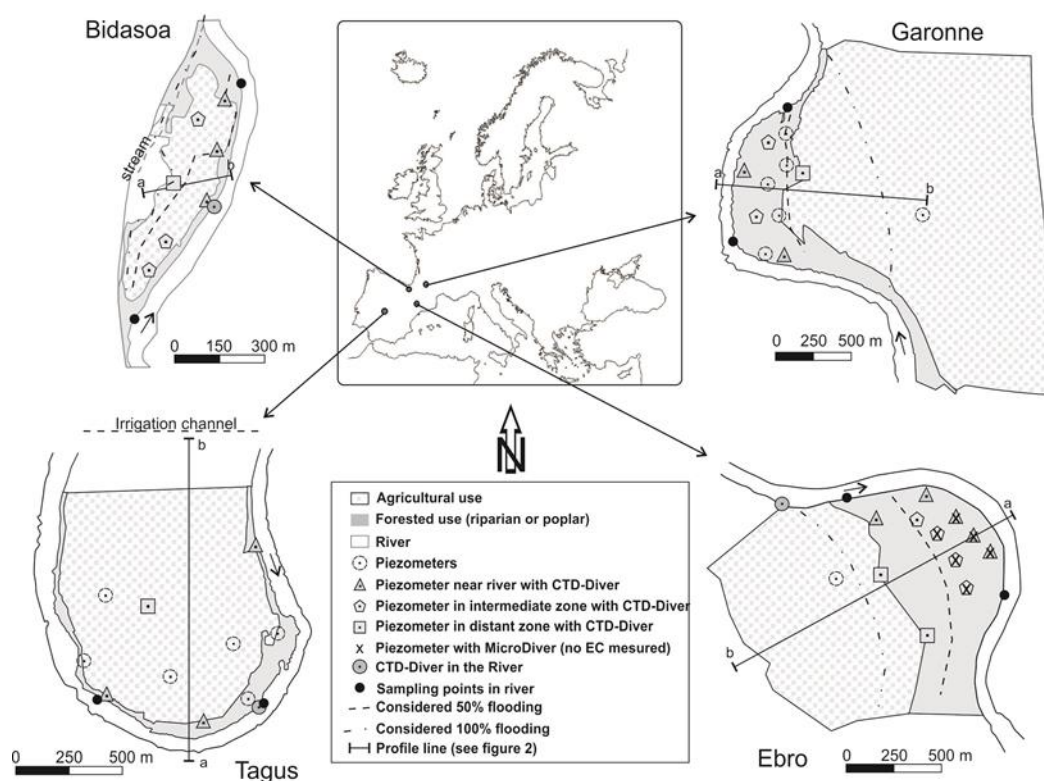 Bidasoa
Garonne
stream
a
b
a
b
0 150 300 m
0 250 500 m
Irrigation channel
b
N
Agricultural use
Forested use (riparian or poplar)
River
Piezometers
Piezometer near river with CTD-Diver
Piezometer in intermediate zone with CTD-Diver
Piezometer in distant zone with CTD-Diver
x Piezometer with MicroDiver (no EC mesured)
CTD-Diver in the River
Sampling points in river
Considered 50% flooding
Considered 100% flooding
Profile line (see figure 2)
a
b
a
0 250 500 m
Tagus
Ebro
0 250 500 m